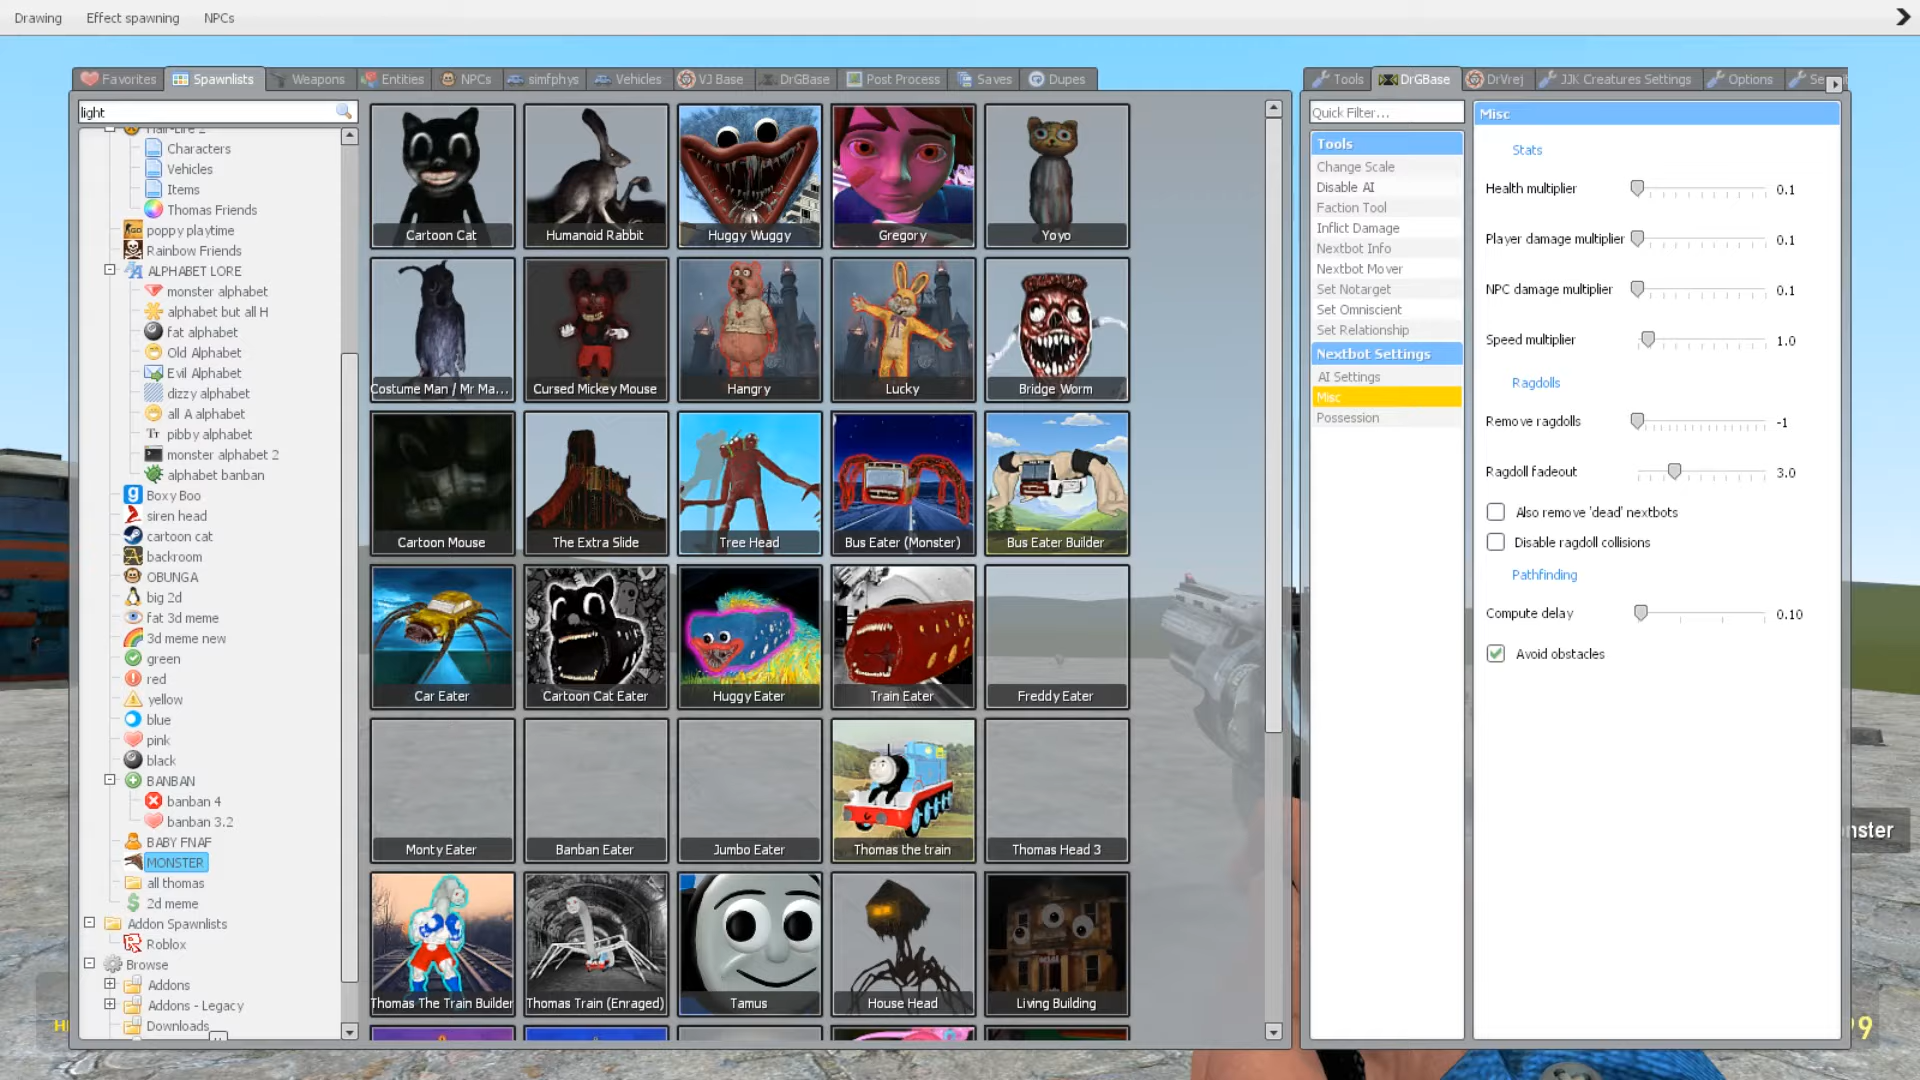 Drawing
Effect spawning
NPCs
Favorites
Spawnlists
Weapons
Entities
NPCs
simfphys
Vehicles
VJ Base
DrGBase
Post Process
Saves
Dupes
light
Characters
Vehicles
Items
Thomas Friends
poppy playtime
Rainbow Friends
ALPHABET LORE
monster alphabet
alphabet but all H
fat alphabet
Old Alphabet
Evil Alphabet
dizzy alphabet
all A alphabet
pibby alphabet
monster alphabet 2
alphabet banban
Boxy Boo
siren head
cartoon cat
backroom
OBUNGA
big 2d
fat 3d meme
3d meme new
green
red
yellow
blue
pink
black
BANBAN
banban 4
banban 3.2
BABY FNAF
MONSTER
all thomas
2d meme
Addon Spawnlists
Roblox
Browse
Addons
Addons - Legacy
Downloads
Cartoon Cat
Humanoid Rabbit
Huggy Wuggy
Gregory
Yoyo
Costume Man / Mr Ma...
Cursed Mickey Mouse
Hangry
Lucky
Bridge Worm
Cartoon Mouse
The Extra Slide
Tree Head
Bus Eater (Monster)
Bus Eater Builder
Car Eater
Cartoon Cat Eater
Huggy Eater
Train Eater
Freddy Eater
Monty Eater
Banban Eater
Jumbo Eater
Thomas the train
Thomas Head 3
Thomas The Train Builder
Thomas Train (Enraged)
Tamus
House Head
Living Building
Tools
DrGBase
DrVrej
JJK Creatures Settings
Options
Quick Filter...
Tools
Change Scale
Disable AI
Faction Tool
Inflict Damage
Nextbot Info
Nextbot Mover
Set Notarget
Set Omniscient
Set Relationship
Nextbot Settings
AI Settings
Misc
Possession
Misc
Stats
Health multiplier 0.1
Player damage multiplier 0.1
NPC damage multiplier 0.1
Speed multiplier 1.0
Ragdolls
Remove ragdolls -1
Ragdoll fadeout 3.0
Also remove 'dead' nextbots
Disable ragdoll collisions
Pathfinding
Compute delay 0.10
Avoid obstacles